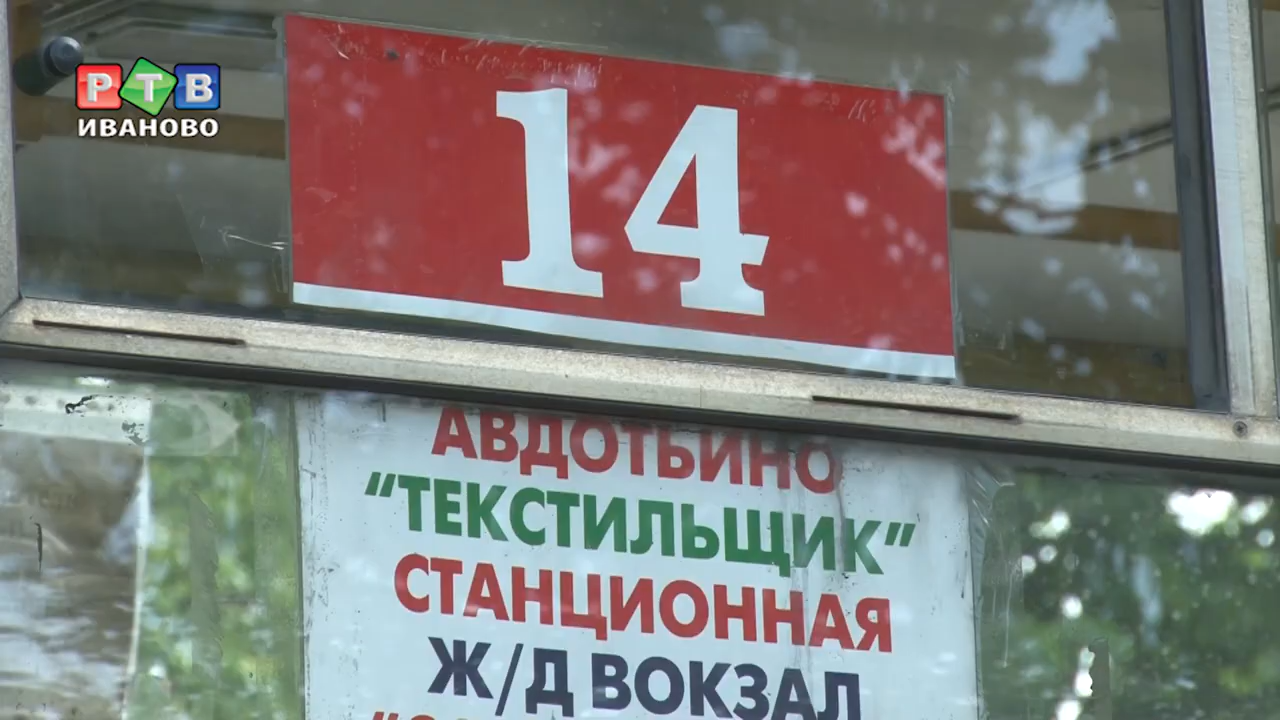 РТВ
ИВАНОВО
14
АВДОТЬИНО
“ТЕКСТИЛЬЩИК”
СТАНЦИОННАЯ
Ж/Д ВОКЗАЛ